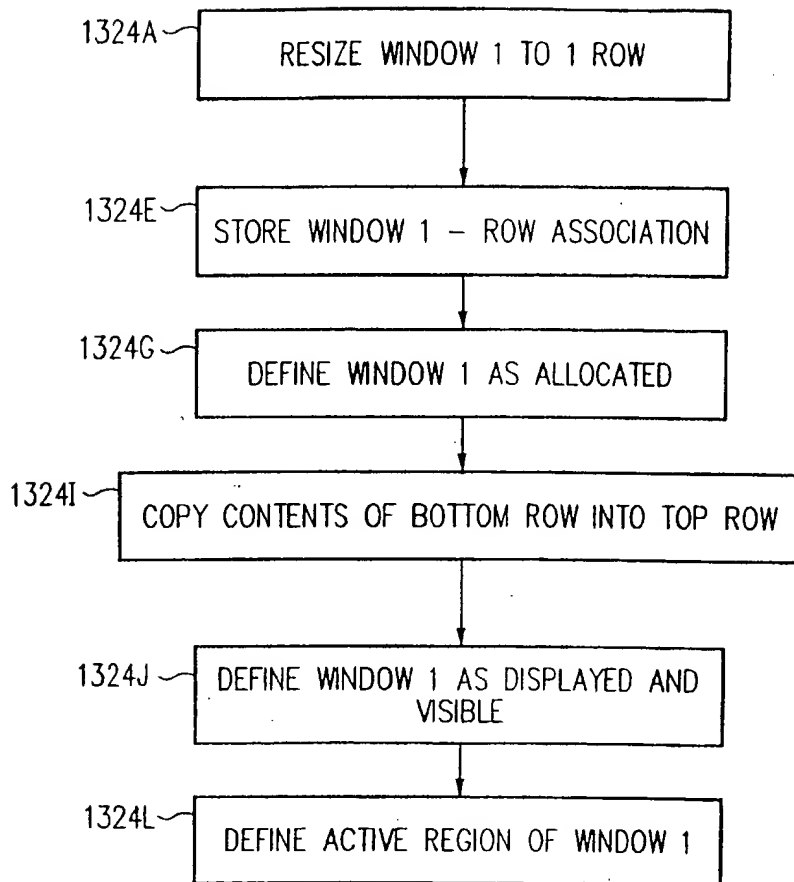 1324A
RESIZE WINDOW 1 TO 1 ROW
1324E
STORE WINDOW 1 – ROW ASSOCIATION
1324G
DEFINE WINDOW 1 AS ALLOCATED
1324I
COPY CONTENTS OF BOTTOM ROW INTO TOP ROW
1324J
DEFINE WINDOW 1 AS DISPLAYED AND
VISIBLE
1324L
DEFINE ACTIVE REGION OF WINDOW 1